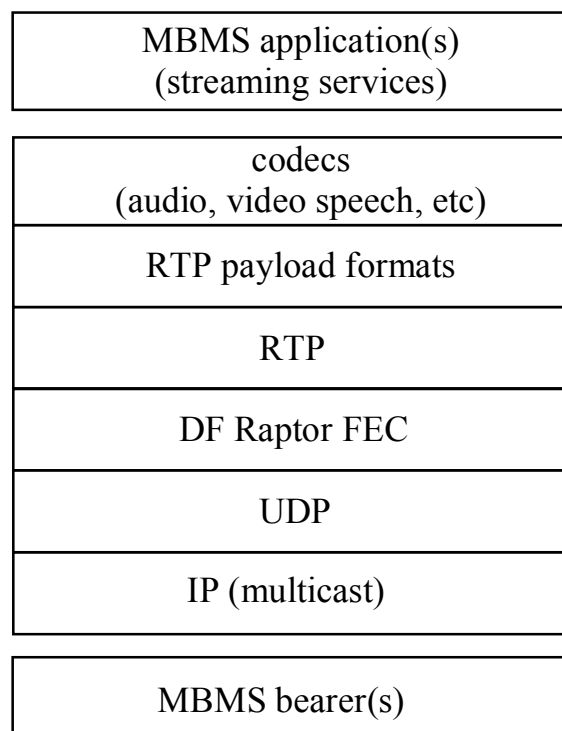 MBMS application(s)
(streaming services)
codecs
(audio, video speech, etc)
RTP payload formats
RTP
DF Raptor FEC
UDP
IP (multicast)
MBMS bearer(s)